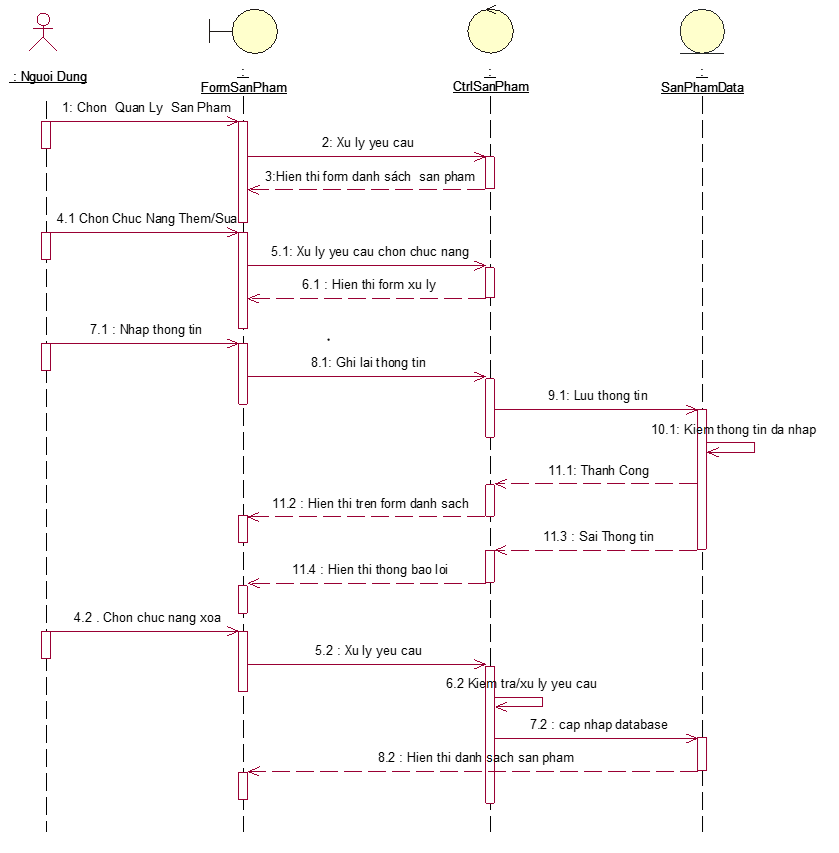 : Nguoi Dung
:
FormSanPham
:
CtrlSanPham
:
SanPhamData
1: Chon Quan Ly San Pham
2: Xu ly yeu cau
3:Hien thi form danh sách san pham
4.1 Chon Chuc Nang Them/Sua
5.1: Xu ly yeu cau chon chuc nang
6.1 : Hien thi form xu ly
7.1 : Nhap thong tin
8.1: Ghi lai thong tin
9.1: Luu thong tin
10.1: Kiem thong tin da nhap
11.1: Thanh Cong
11.2 : Hien thi tren form danh sach
11.3 : Sai Thong tin
11.4 : Hien thi thong bao loi
4.2 . Chon chuc nang xoa
5.2 : Xu ly yeu cau
6.2 Kiem tra/xu ly yeu cau
7.2 : cap nhap database
8.2 : Hien thi danh sach san pham